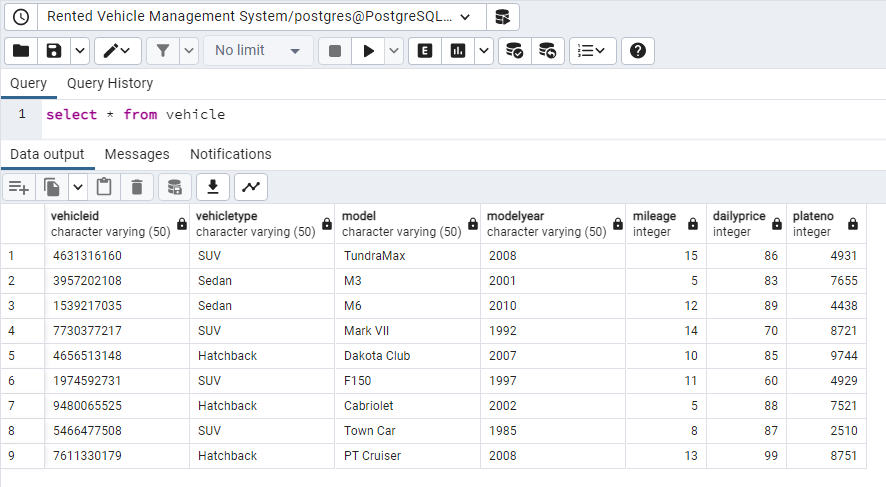 Rented Vehicle Management System/postgres@PostgreSQL...
No limit
E
Query Query History
1 select * from vehicle
Data output Messages Notifications
vehicleid vehicletype model modelyear mileage dailyprice plateno
character varying (50) character varying (50) character varying (50) character varying (50) integer integer integer
1 4631316160 SUV TundraMax 2008 15 86 4931
2 3957202108 Sedan M3 2001 5 83 7655
3 1539217035 Sedan M6 2010 12 89 4438
4 7730377217 SUV Mark VII 1992 14 70 8721
5 4656513148 Hatchback Dakota Club 2007 10 85 9744
6 1974592731 SUV F150 1997 11 60 4929
7 9480065525 Hatchback Cabriolet 2002 5 88 7521
8 5466477508 SUV Town Car 1985 8 87 2510
9 7611330179 Hatchback PT Cruiser 2008 13 99 8751